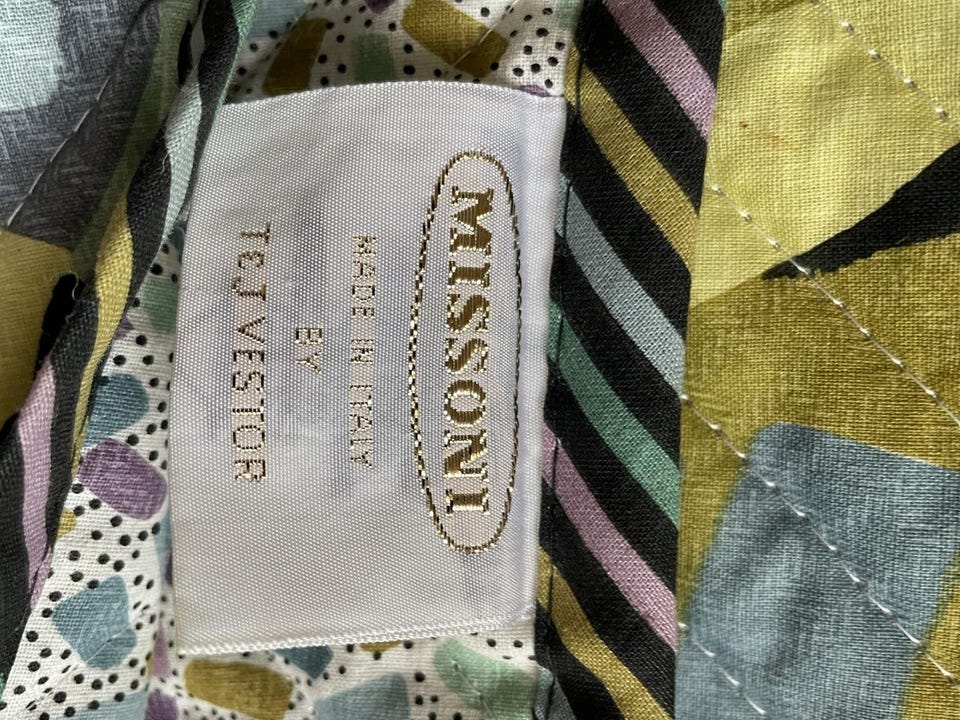 MISSONI
MADE IN ITALY
BY
T&J VESTOR